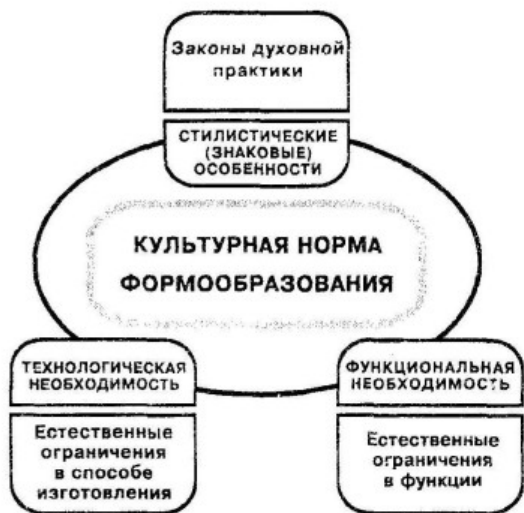 Законы духовной
практики
СТИЛИСТИЧЕСКИЕ
(ЗНАКОВЫЕ)
ОСОБЕННОСТИ
КУЛЬТУРНАЯ НОРМА
ФОРМООБРАЗОВАНИЯ
ТЕХНОЛОГИЧЕСКАЯ
НЕОБХОДИМОСТЬ
Естественные
ограничения
в способе
изготовления
ФУНКЦИОНАЛЬНАЯ
НЕОБХОДИМОСТЬ
Естественные
ограничения
в функции